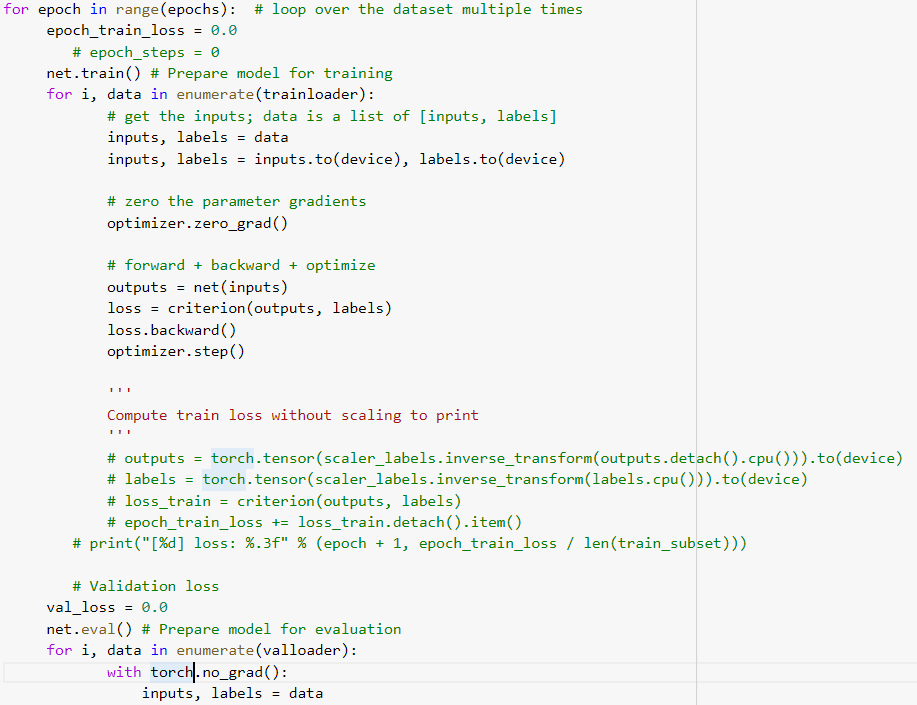 for epoch in range(epochs):  # loop over the dataset multiple times
     epoch_train_loss = 0.0
        # epoch_steps = 0
     net.train() # Prepare model for training
     for i, data in enumerate(trainloader):
            # get the inputs; data is a list of [inputs, labels]
            inputs, labels = data
            inputs, labels = inputs.to(device), labels.to(device)

            # zero the parameter gradients
            optimizer.zero_grad()

            # forward + backward + optimize
            outputs = net(inputs)
            loss = criterion(outputs, labels)
            loss.backward()
            optimizer.step()

            '''
            Compute train loss without scaling to print
            '''
            # outputs = torch.tensor(scaler_labels.inverse_transform(outputs.detach().cpu())).to(device)
            # labels = torch.tensor(scaler_labels.inverse_transform(labels.cpu())).to(device)
            # loss_train = criterion(outputs, labels)
            # epoch_train_loss += loss_train.detach().item()
        # print("[%d] loss: %.3f" % (epoch + 1, epoch_train_loss / len(train_subset)))

        # Validation loss
     val_loss = 0.0
     net.eval() # Prepare model for evaluation
     for i, data in enumerate(valloader):
            with torch.no_grad():
                inputs, labels = data